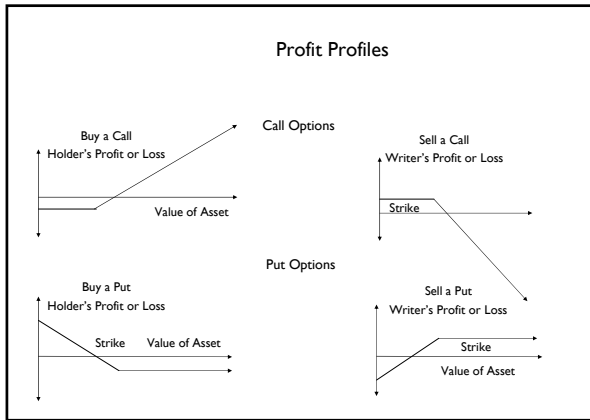 Profit Profiles
Call Options
Buy a Call
Holder's Profit or Loss
Value of Asset
Sell a Call
Writer's Profit or Loss
Strike
Put Options
Buy a Put
Holder's Profit or Loss
Strike Value of Asset
Sell a Put
Writer's Profit or Loss
Strike
Value of Asset